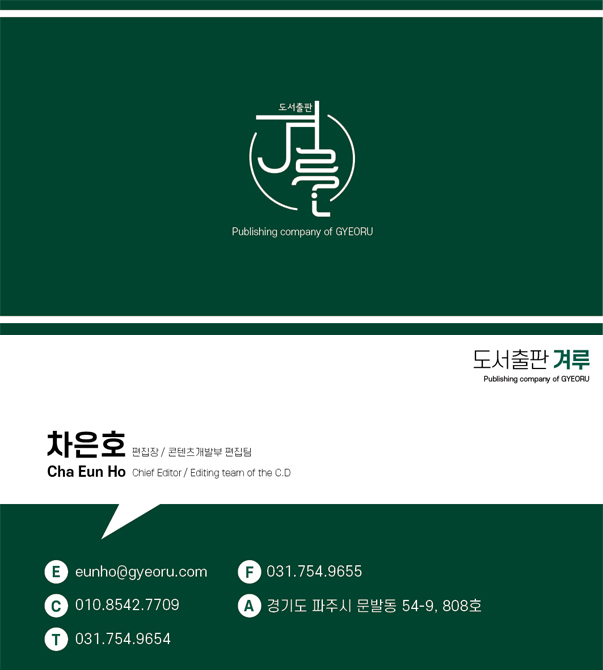 도서출판
겨루
Publishing company of GYEORU
도서출판 겨루
Publishing company of GYEORU
차은호 편집장 / 콘텐츠개발부 편집팀
Cha Eun Ho Chief Editor / Editing team of the C.D
E eunho@gyeoru.com
F 031.754.9655
C 010.8542.7709
A 경기도 파주시 문발동 54-9, 808호
T 031.754.9654